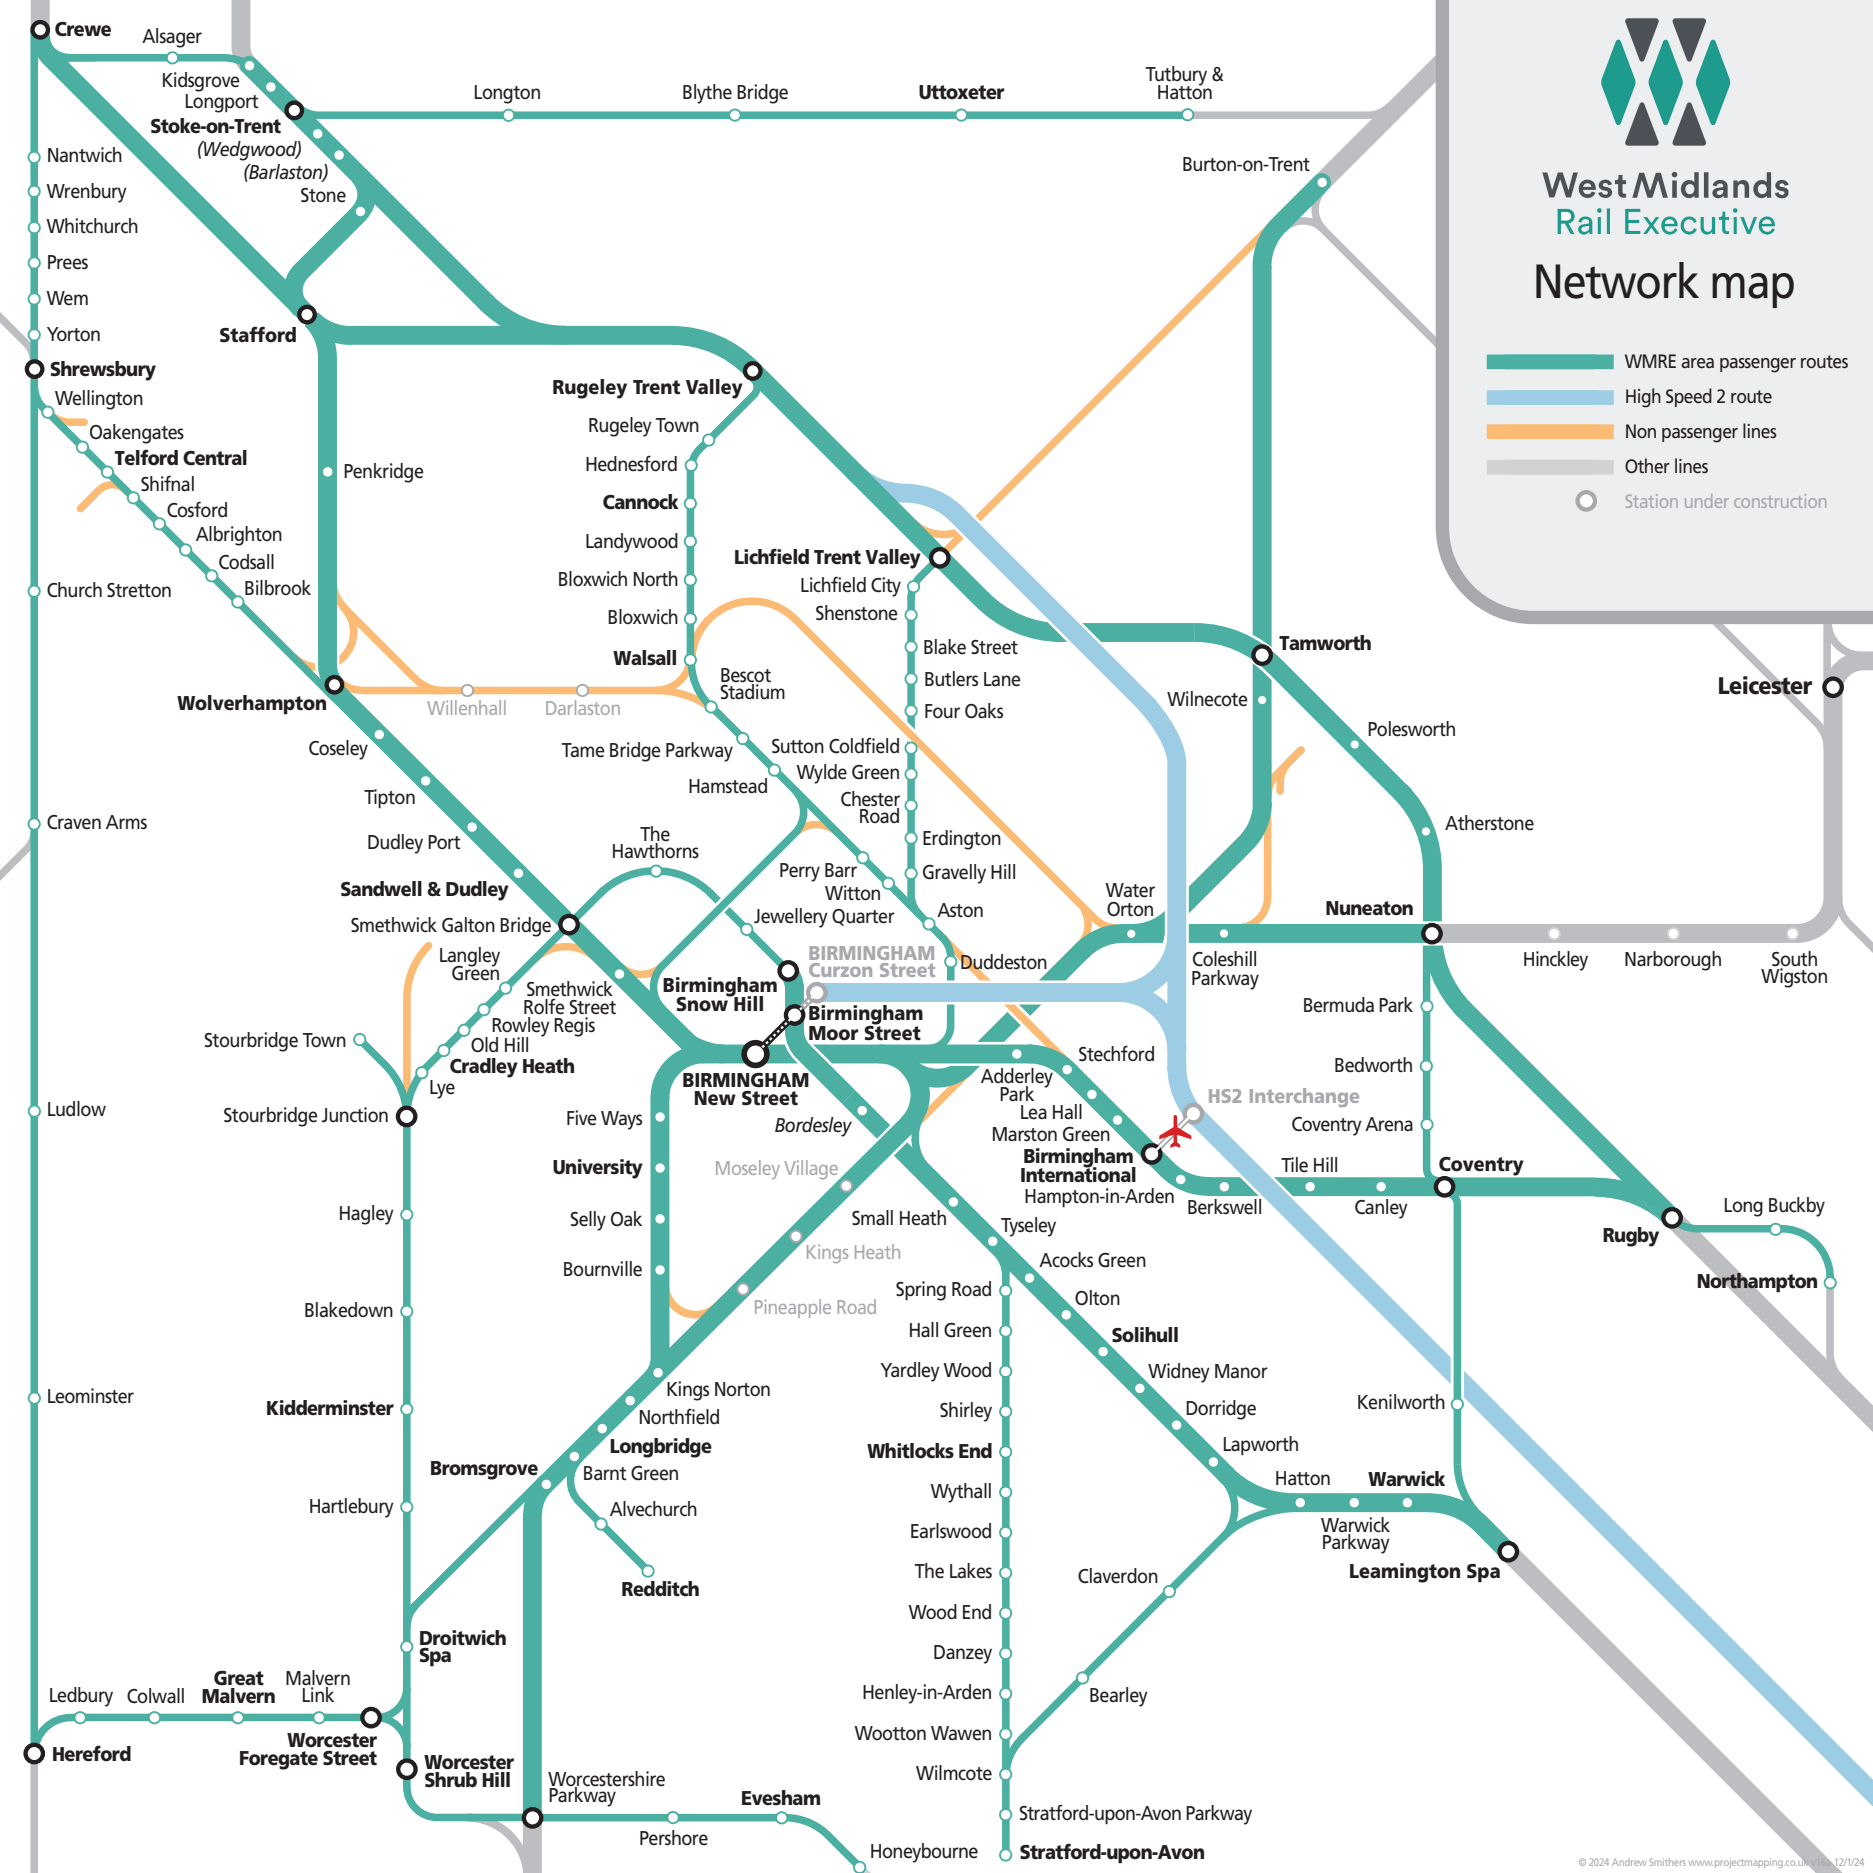 Crewe
Alsager
Kidsgrove
Longport
Stoke-on-Trent
(Wedgwood)
(Barlaston)
Stone
Longton
Blythe Bridge
Uttoxeter
Tutbury &
Hatton
Burton-on-Trent
West Midlands
Rail Executive
Network map
WMRE area passenger routes
High Speed 2 route
Non passenger lines
Other lines
Station under construction
Nantwich
Wrenbury
Whitchurch
Prees
Wem
Yorton
Shrewsbury
Wellington
Oakengates
Telford Central
Shifnal
Cosford
Albrighton
Codsall
Bilbrook
Church Stretton
Craven Arms
Ludlow
Leominster
Hereford
Stafford
Penkridge
Wolverhampton
Coseley
Tipton
Dudley Port
Sandwell & Dudley
Smethwick Galton Bridge
Langley
Green
Smethwick
Rolfe Street
Rowley Regis
Old Hill
Cradley Heath
Lye
Stourbridge Town
Stourbridge Junction
Hagley
Blakedown
Kidderminster
Hartlebury
Droitwich
Spa
Ledbury
Colwall
Great
Malvern
Malvern
Link
Worcester
Foregate Street
Worcester
Shrub Hill
Worcestershire
Parkway
Pershore
Evesham
Honeybourne
Rugeley Trent Valley
Rugeley Town
Hednesford
Cannock
Landywood
Bloxwich North
Bloxwich
Walsall
Willenhall
Darlaston
Bescot
Stadium
Tame Bridge Parkway
Hamstead
The
Hawthorns
Perry Barr
Witton
Jewellery Quarter
Aston
Duddeston
Lichfield Trent Valley
Lichfield City
Shenstone
Blake Street
Butlers Lane
Four Oaks
Sutton Coldfield
Wylde Green
Chester
Road
Erdington
Gravelly Hill
BIRMINGHAM
Curzon Street
Birmingham
Snow Hill
Birmingham
Moor Street
BIRMINGHAM
New Street
Five Ways
University
Selly Oak
Bournville
Bordesley
Moseley Village
Kings Heath
Pineapple Road
Kings Norton
Northfield
Longbridge
Barnt Green
Bromsgrove
Alvechurch
Redditch
Tamworth
Wilnecote
Polesworth
Atherstone
Water
Orton
Coleshill
Parkway
Nuneaton
Hinckley
Narborough
South
Wigston
Leicester
Bermuda Park
Bedworth
Coventry Arena
Stechford
Adderley
Park
Lea Hall
Marston Green
Birmingham
International
Hampton-in-Arden
HS2 Interchange
Berkswell
Tile Hill
Canley
Coventry
Rugby
Long Buckby
Northampton
Small Heath
Tyseley
Acocks Green
Olton
Solihull
Widney Manor
Dorridge
Lapworth
Hatton
Warwick
Parkway
Warwick
Leamington Spa
Kenilworth
Spring Road
Hall Green
Yardley Wood
Shirley
Whitlocks End
Wythall
Earlswood
The Lakes
Wood End
Danzey
Henley-in-Arden
Wootton Wawen
Wilmcote
Stratford-upon-Avon Parkway
Stratford-upon-Avon
Claverdon
Bearley
© 2024 Andrew Smithers www.projectmapping.co.uk 12/1/24